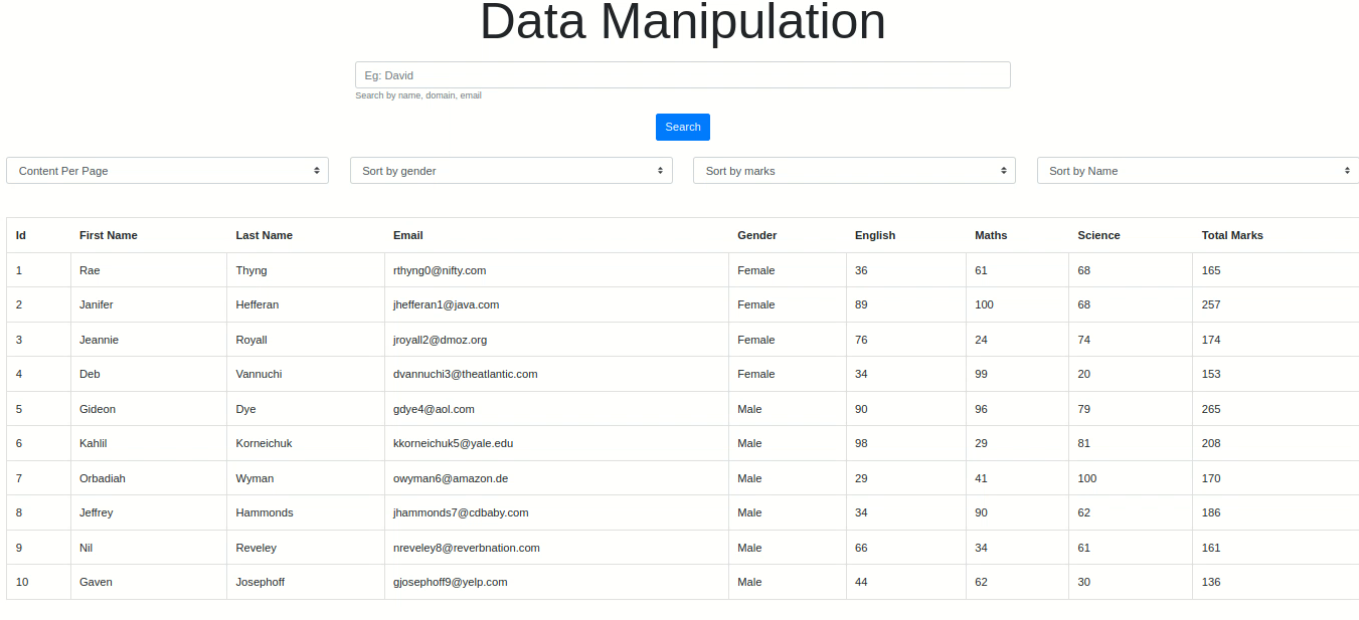 Data Manipulation
Eg: David
Search by name, domain, email
Search
Content Per Page Sort by gender Sort by marks Sort by Name
Id First Name Last Name Email Gender English Maths Science Total Marks
1 Rae Thyng rthyng0@nifty.com Female 36 61 68 165
2 Janifer Hefferan jhefferan1@java.com Female 89 100 68 257
3 Jeannie Royall jroyall2@dmoz.org Female 76 24 74 174
4 Deb Vannuchi dvannuchi3@theatlantic.com Female 34 99 20 153
5 Gideon Dye gdye4@aol.com Male 90 96 79 265
6 Kahlil Korneichuk kkorneichuk5@yale.edu Male 98 29 81 208
7 Orbadiah Wyman owyman6@amazon.de Male 29 41 100 170
8 Jeffrey Hammonds jhammonds7@cdbaby.com Male 34 90 62 186
9 Nil Reveley nreveley8@reverbnation.com Male 66 34 61 161
10 Gaven Josephoff gjosephoff9@yelp.com Male 44 62 30 136